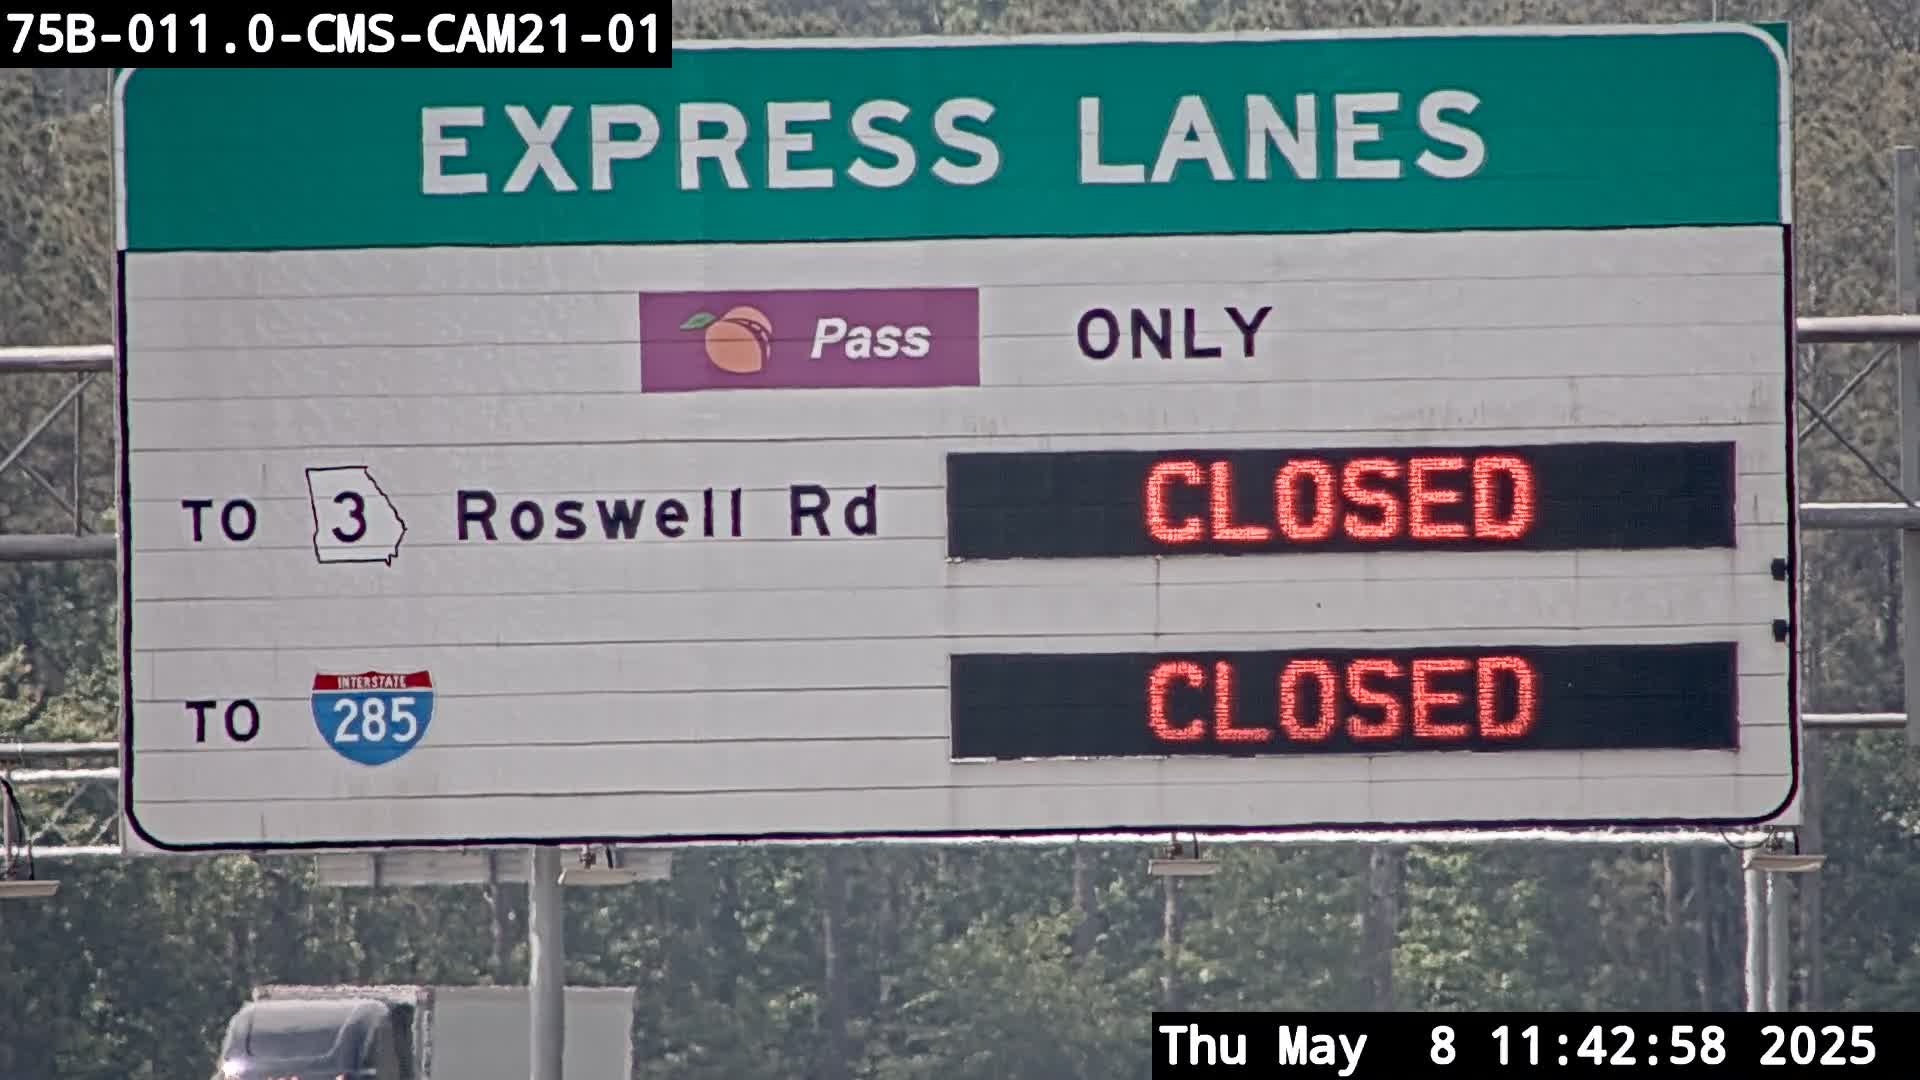 75B-011.0-CMS-CAM21-01
EXPRESS LANES
Pass ONLY
TO 3 Roswell Rd CLOSED
TO INTERSTATE 285 CLOSED
Thu May 8 11:42:58 2025